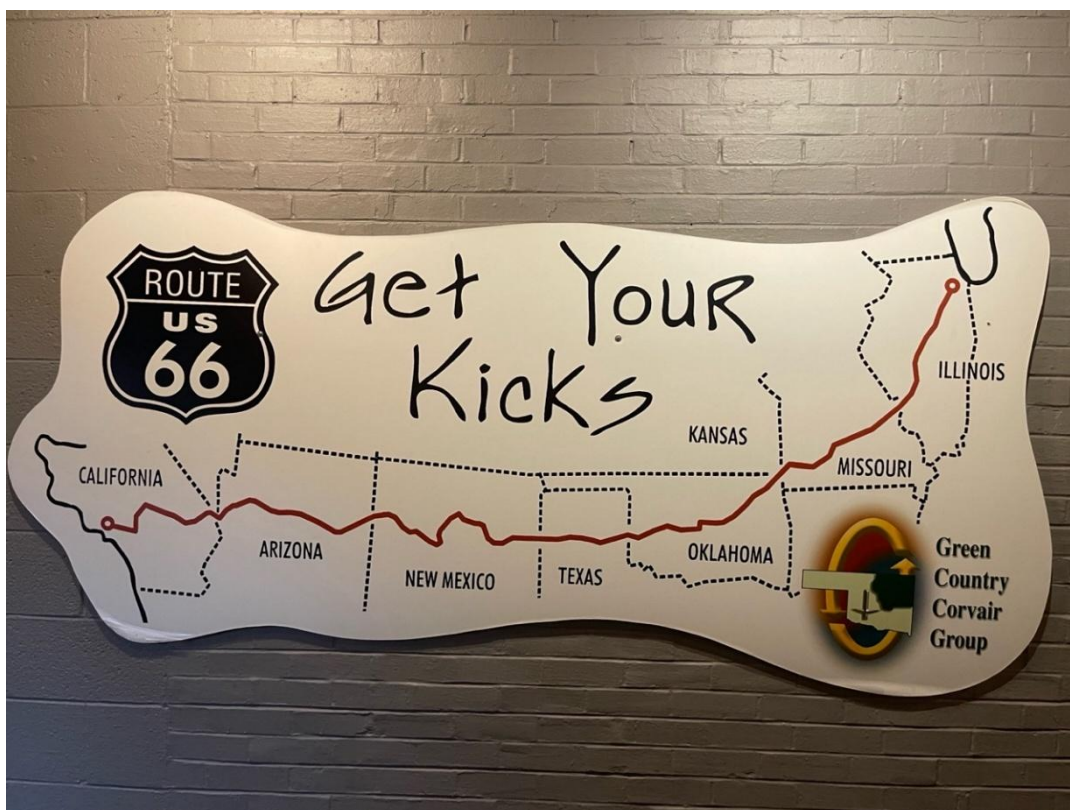 ROUTE
US
66
Get Your
Kicks
ILLINOIS
KANSAS
MISSOURI
CALIFORNIA
ARIZONA
NEW MEXICO
TEXAS
OKLAHOMA
Green
Country
Corvair
Group